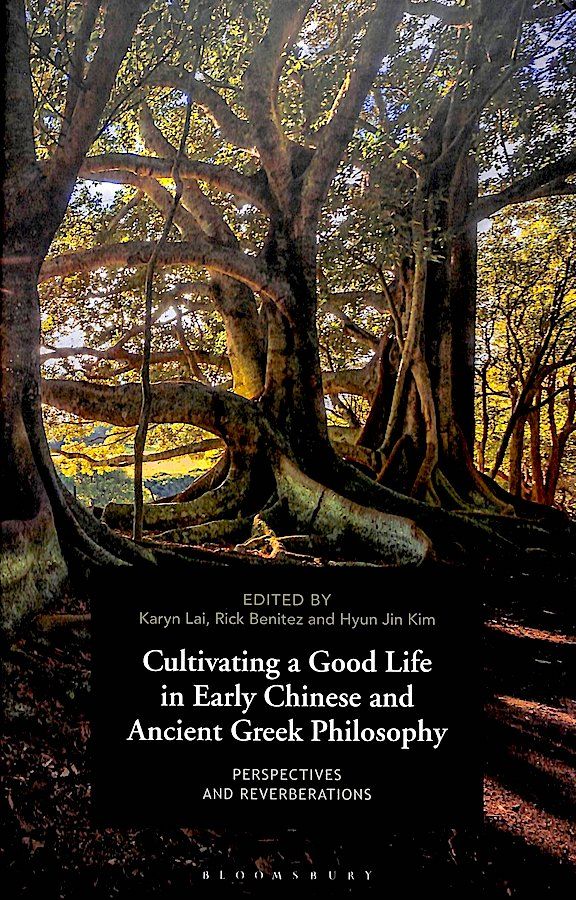 EDITED BY
Karyn Lai, Rick Benitez and Hyun Jin Kim
Cultivating a Good Life
in Early Chinese and
Ancient Greek Philosophy
PERSPECTIVES
AND REVERBERATIONS
BLOOMSBURY